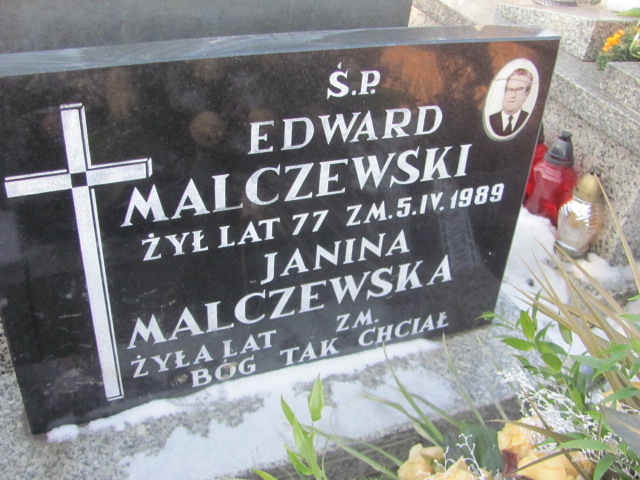 Ś.P.
EDWARD
MALCZEWSKI
ŻYŁ LAT 77 ZM. 5. IV. 1989
JANINA
MALCZEWSKA
ŻYŁA LAT ZM.
BÓG TAK CHCIAŁ